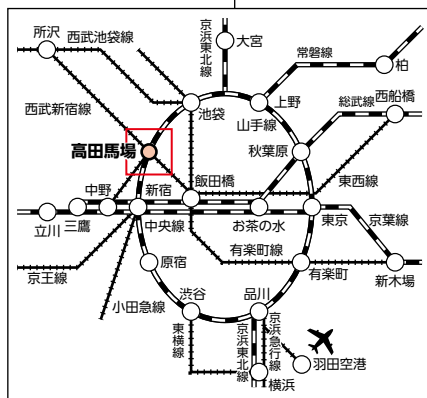 所沢
西武池袋線
京浜東北線
大宮
常磐線
柏
池袋
上野
西武新宿線
山手線
総武線
西船橋
高田馬場
秋葉原
中野
新宿
飯田橋
東西線
三鷹
立川
中央線
お茶の水
東京
京葉線
京王線
原宿
有楽町線
有楽町
新木場
小田急線
渋谷
品川
東横線
京浜東北線
京浜急行線
横浜
羽田空港